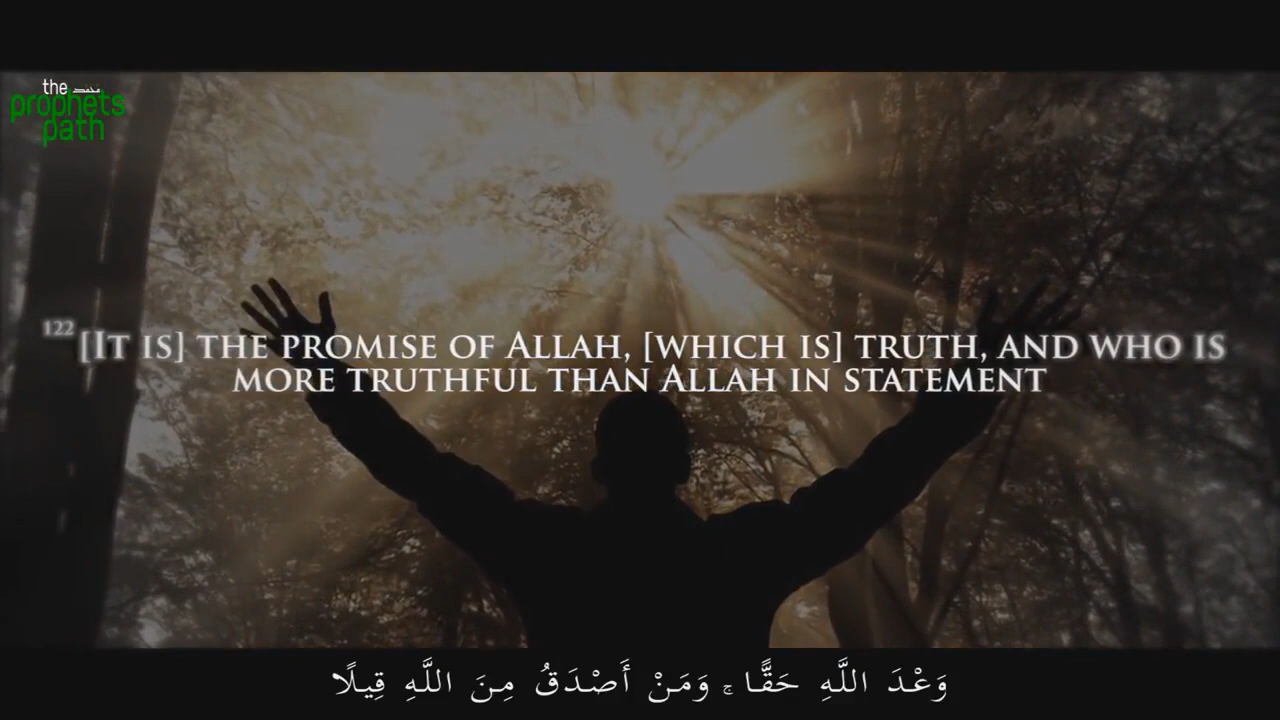 the محمد
prophets
path
122 [It is] the promise of Allah, [which is] truth, and who is
more truthful than Allah in statement
وَعْدَ اللَّهِ حَقًّا ۚ وَمَنْ أَصْدَقُ مِنَ اللَّهِ قِيلًا